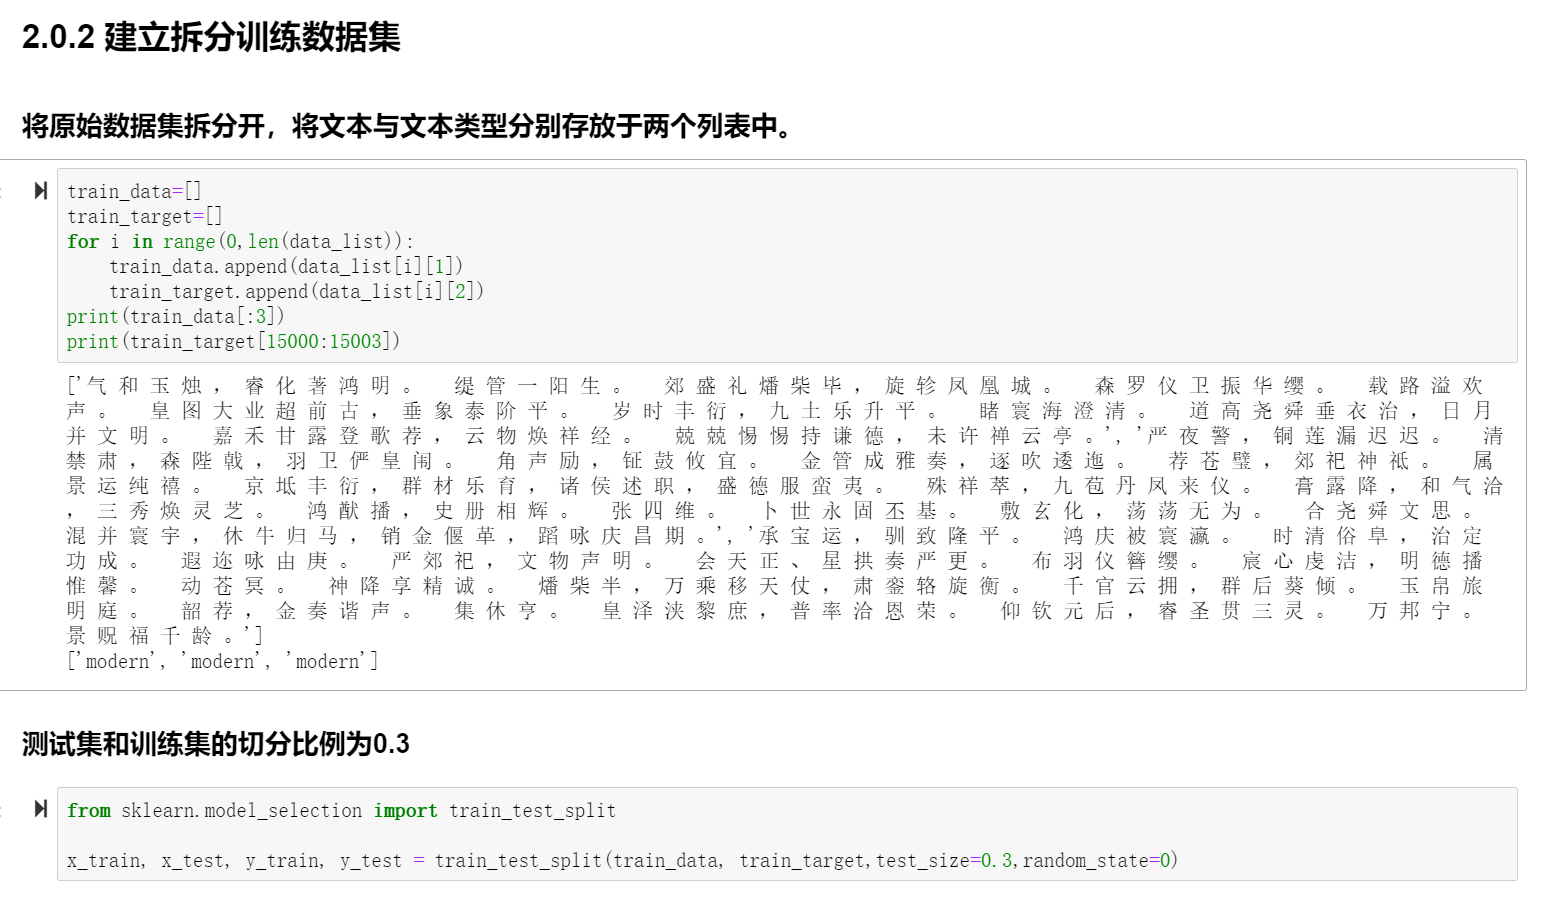 2.0.2 建立拆分训练数据集
将原始数据集拆分开，将文本与文本类型分别存放于两个列表中。
train_data=[]
train_target=[]
for i in range(0,len(data_list)):
    train_data.append(data_list[i][1])
    train_target.append(data_list[i][2])
print(train_data[:3])
print(train_target[15000:15003])
['气 和 玉 烛 ， 睿 化 著 鸿 明 。 缇 管 一 阳 生 。 郊 盛 礼 燔 柴 毕 ， 旋 轸 凤 凰 城 。 森 罗 仪 卫 振 华 缨 。 载 路 溢 欢
声 。 皇 图 大 业 超 前 古 ， 垂 象 泰 阶 平 。 岁 时 丰 衍 ， 九 土 乐 升 平 。 睹 寰 海 澄 清 。 道 高 尧 舜 垂 衣 治 ， 日 月
并 文 明 。 嘉 禾 甘 露 登 歌 荐 ， 云 物 焕 祥 经 。 兢 兢 惕 惕 持 谦 德 ， 未 许 禅 云 亭 。', '严 夜 警 ， 铜 莲 漏 迟 迟 。 清
禁 肃 ， 森 陛 戟 ， 羽 卫 俨 皇 闱 。 角 声 励 ， 钲 鼓 攸 宜 。 金 管 成 雅 奏 ， 逐 吹 逶 迤 。 荐 苍 璧 ， 郊 祀 神 祗 。 属
景 运 纯 禧 。 京 坻 丰 衍 ， 群 材 乐 育 ， 诸 侯 述 职 ， 盛 德 服 蛮 夷 。 殊 祥 萃 ， 九 苞 丹 凤 来 仪 。 膏 露 降 ， 和 气 洽
， 三 秀 焕 灵 芝 。 鸿 猷 播 ， 史 册 相 辉 。 张 四 维 。 卜 世 永 固 丕 基 。 敷 玄 化 ， 荡 荡 无 为 。 合 尧 舜 文 思 。
混 并 寰 宇 ， 休 牛 归 马 ， 销 金 偃 革 ， 蹈 咏 庆 昌 期 。', '承 宝 运 ， 驯 致 隆 平 。 鸿 庆 被 寰 瀛 。 时 清 俗 阜 ， 治 定
功 成 。 遐 迩 咏 由 庚 。 严 郊 祀 ， 文 物 声 明 。 会 天 正 、 星 拱 奏 严 更 。 布 羽 仪 簪 缨 。 宸 心 虔 洁 ， 明 德 播
惟 馨 。 动 苍 冥 。 神 降 享 精 诚 。 燔 柴 半 ， 万 乘 移 天 仗 ， 肃 銮 辂 旋 衡 。 千 官 云 拥 ， 群 后 葵 倾 。 玉 帛 旅
明 庭 。 韶 荐 ， 金 奏 谐 声 。 集 休 亨 。 皇 泽 浃 黎 庶 ， 普 率 洽 恩 荣 。 仰 钦 元 后 ， 睿 圣 贯 三 灵 。 万 邦 宁 。
景 贶 福 千 龄 。']
['modern', 'modern', 'modern']
测试集和训练集的切分比例为0.3
from sklearn.model_selection import train_test_split
x_train, x_test, y_train, y_test = train_test_split(train_data, train_target,test_size=0.3,random_state=0)